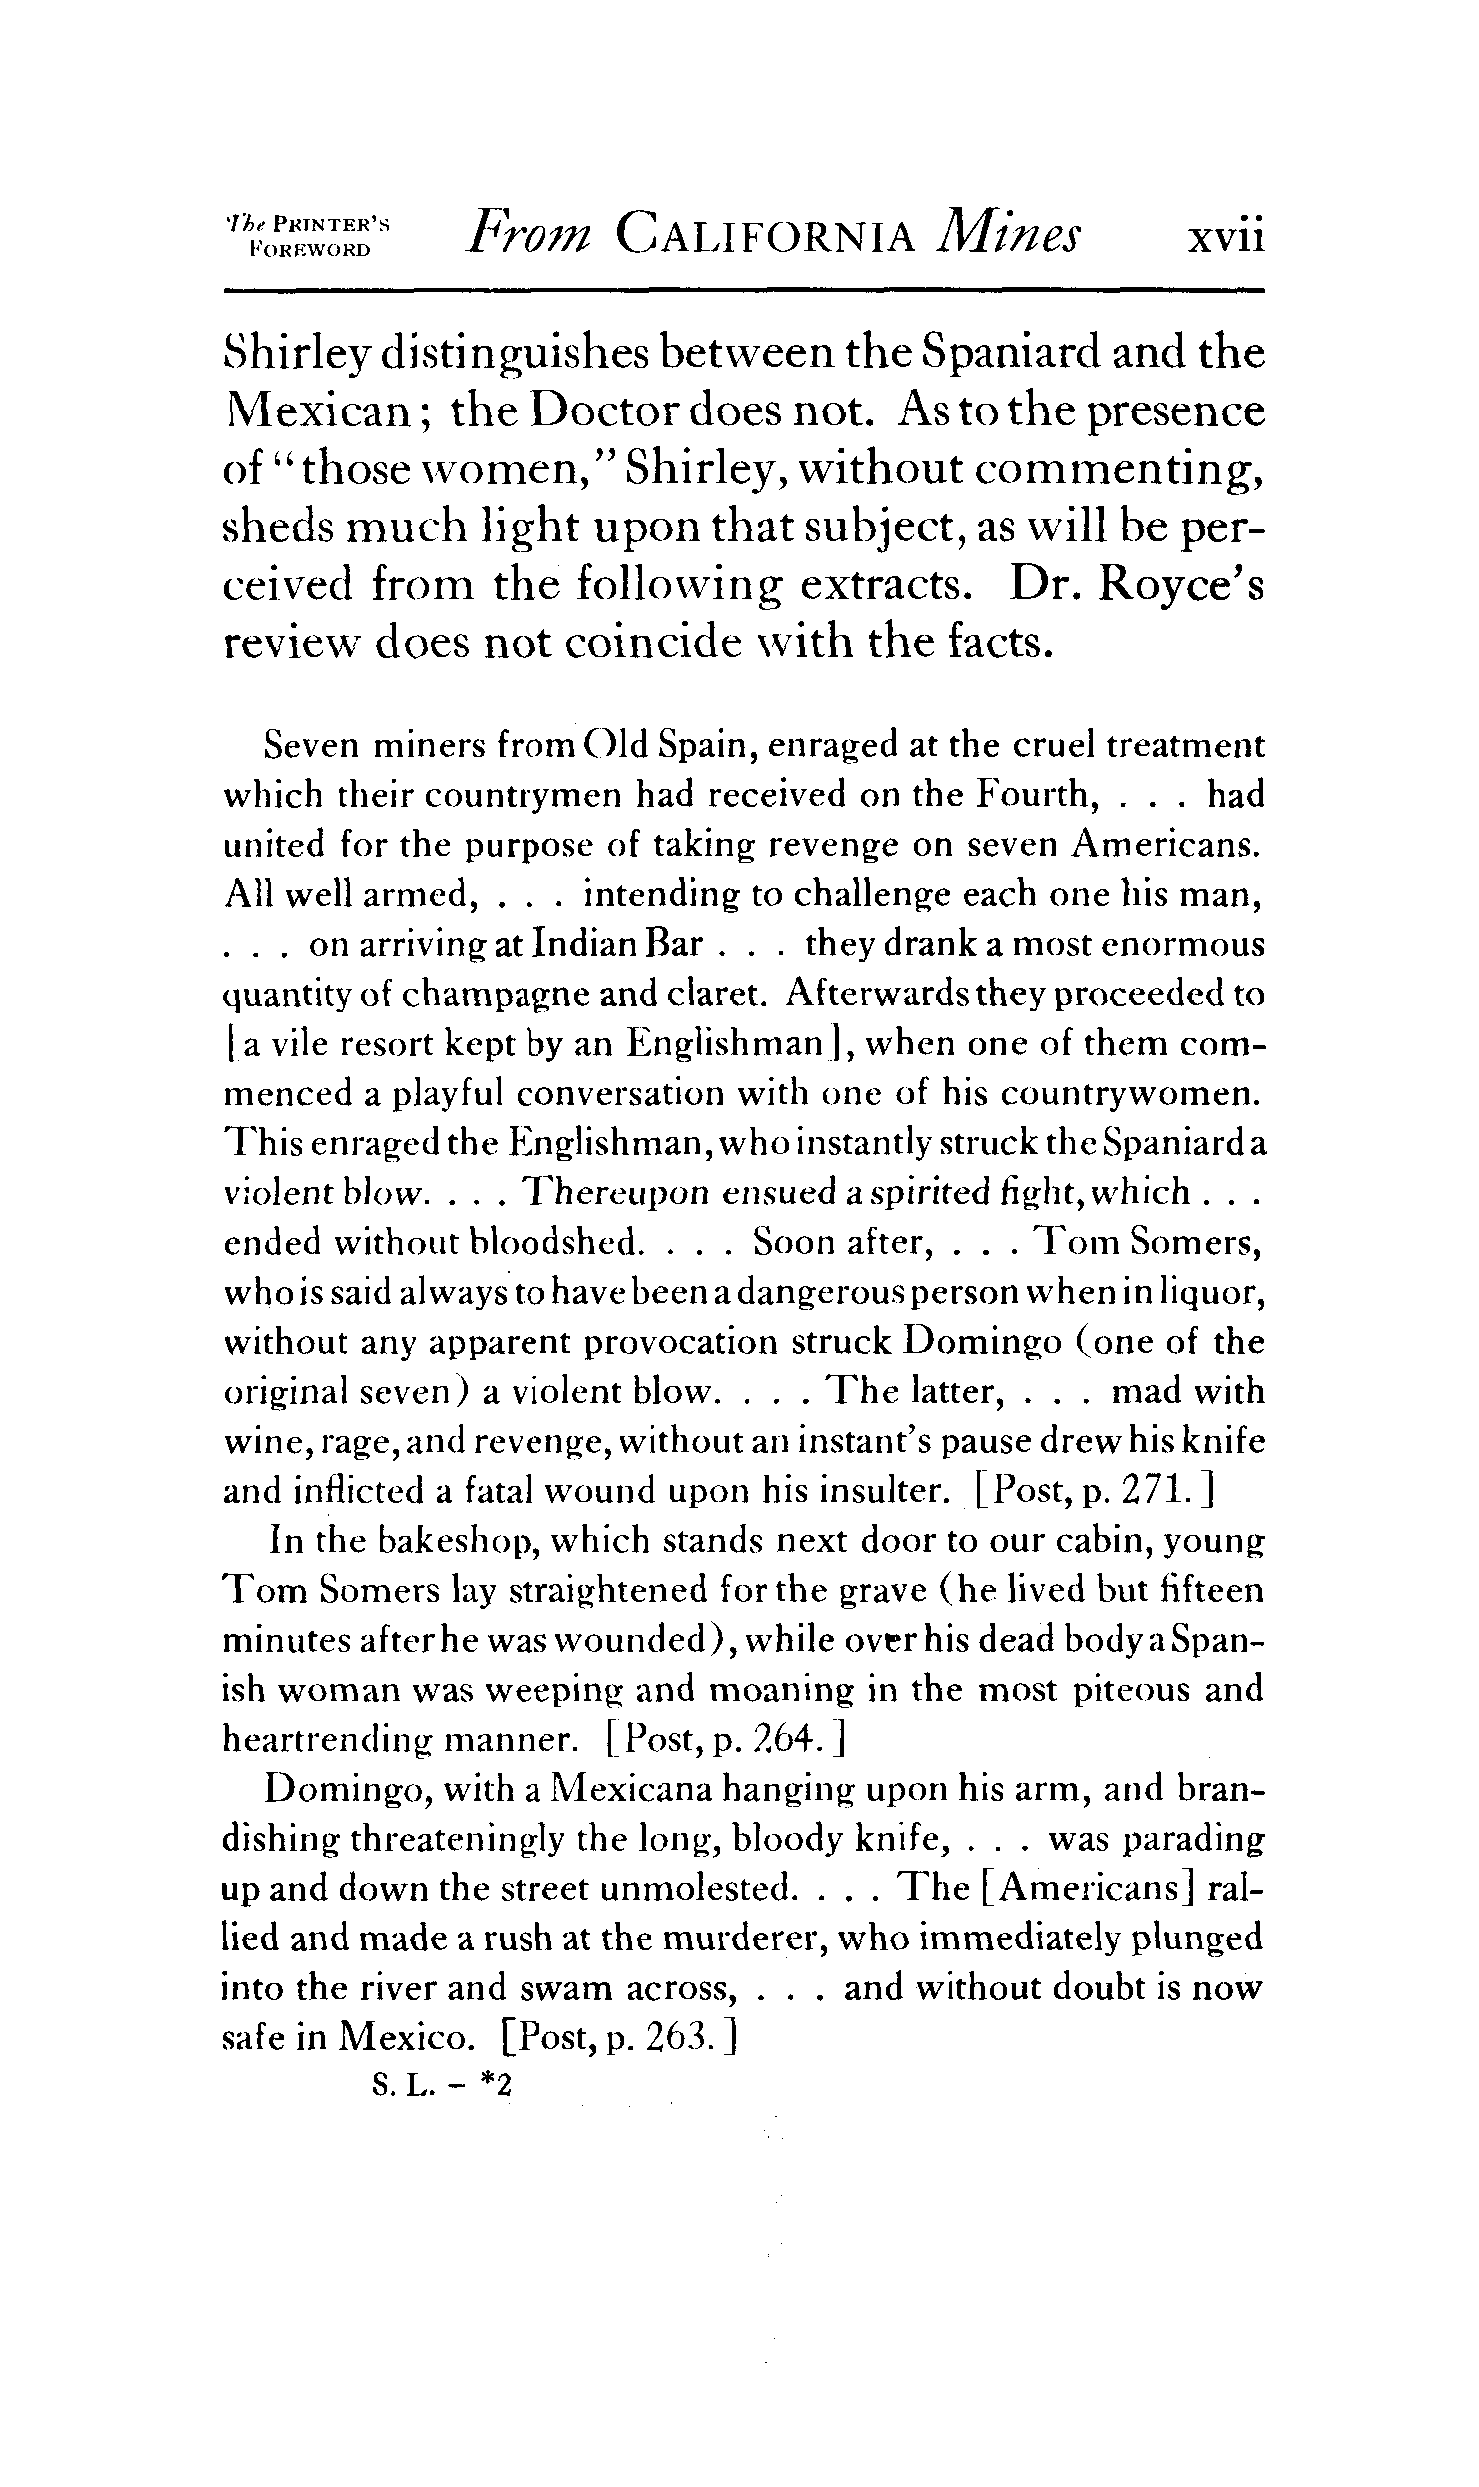 The PRINTER'S
FOREWORD
From CALIFORNIA Mines
xvii
Shirley distinguishes between the Spaniard and the
Mexican; the Doctor does not. As to the presence
of "those women," Shirley, without commenting,
sheds much light upon that subject, as will be per-
ceived from the following extracts. Dr. Royce's
review does not coincide with the facts.
Seven miners from Old Spain, enraged at the cruel treatment
which their countrymen had received on the Fourth, . . . had
united for the purpose of taking revenge on seven Americans.
All well armed, . . . intending to challenge each one his man,
. . . on arriving at Indian Bar . . . they drank a most enormous
quantity of champagne and claret. Afterwards they proceeded to
[a vile resort kept by an Englishman], when one of them com-
menced a playful conversation with one of his countrywomen.
This enraged the Englishman, who instantly struck the Spaniard a
violent blow. . . . Thereupon ensued a spirited fight, which . . .
ended without bloodshed. . . . Soon after, . . . Tom Somers,
who is said always to have been a dangerous person when in liquor,
without any apparent provocation struck Domingo (one of the
original seven) a violent blow. . . . The latter, . . . mad with
wine, rage, and revenge, without an instant's pause drew his knife
and inflicted a fatal wound upon his insulter. [Post, p. 271.]
In the bakeshop, which stands next door to our cabin, young
Tom Somers lay straightened for the grave (he lived but fifteen
minutes after he was wounded), while over his dead body a Span-
ish woman was weeping and moaning in the most piteous and
heartrending manner. [Post, p. 264.]
Domingo, with a Mexicana hanging upon his arm, and bran-
dishing threateningly the long, bloody knife, . . . was parading
up and down the street unmolested. . . . The [Americans] ral-
lied and made a rush at the murderer, who immediately plunged
into the river and swam across, . . . and without doubt is now
safe in Mexico. [Post, p. 263.]
S. L. – *2